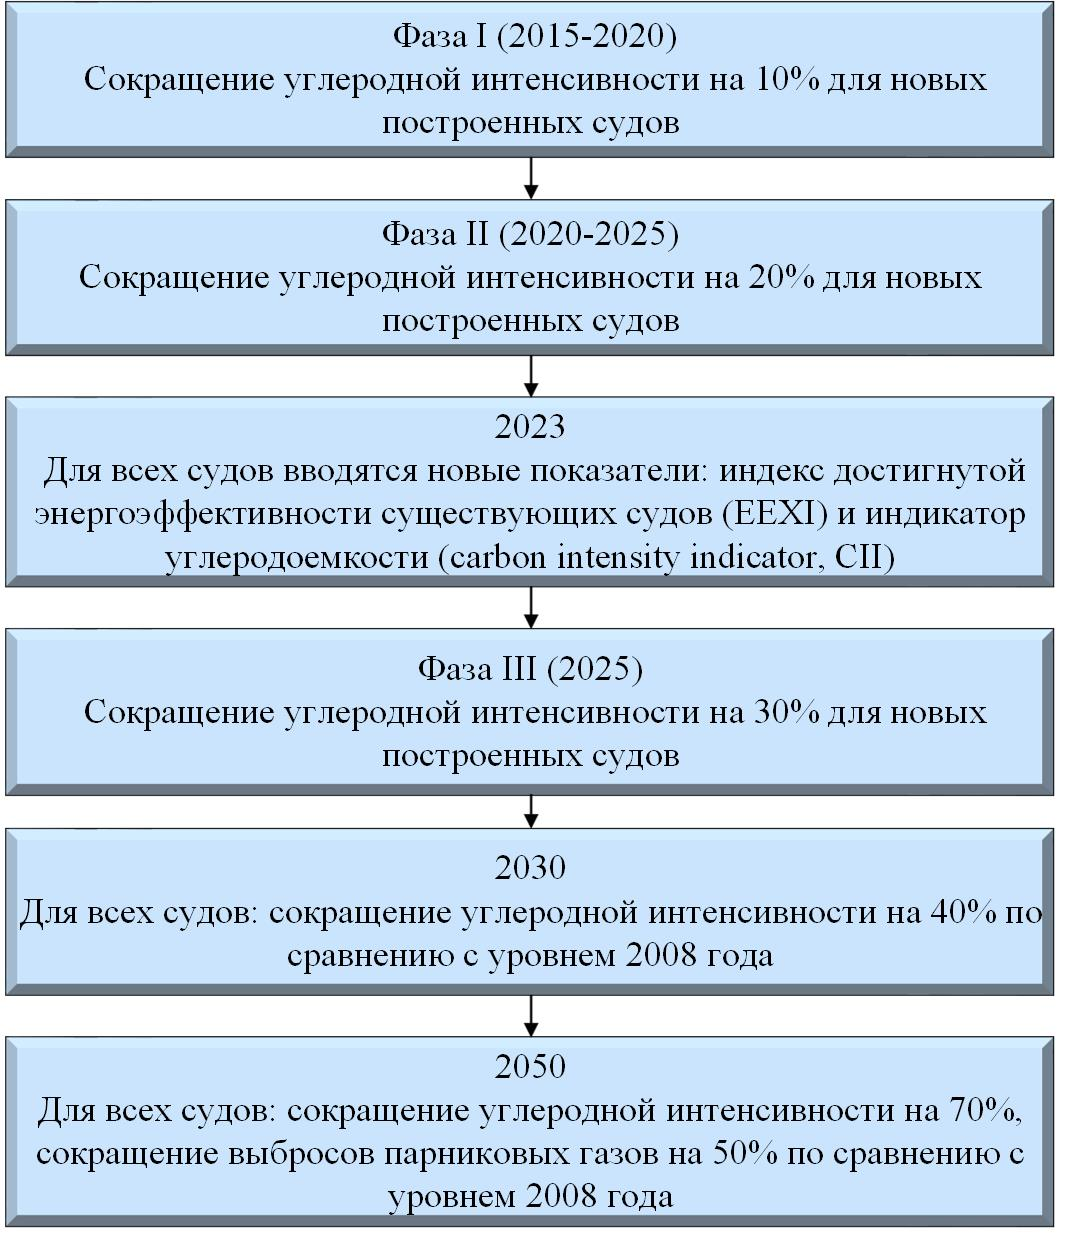 Фаза I (2015-2020)
Сокращение углеродной интенсивности на 10% для новых
построенных судов
Фаза II (2020-2025)
Сокращение углеродной интенсивности на 20% для новых
построенных судов
2023
Для всех судов вводятся новые показатели: индекс достигнутой
энергоэффективности существующих судов (EEXI) и индикатор
углеродоемкости (carbon intensity indicator, CII)
Фаза III (2025)
Сокращение углеродной интенсивности на 30% для новых
построенных судов
2030
Для всех судов: сокращение углеродной интенсивности на 40% по
сравнению с уровнем 2008 года
2050
Для всех судов: сокращение углеродной интенсивности на 70%,
сокращение выбросов парниковых газов на 50% по сравнению с
уровнем 2008 года